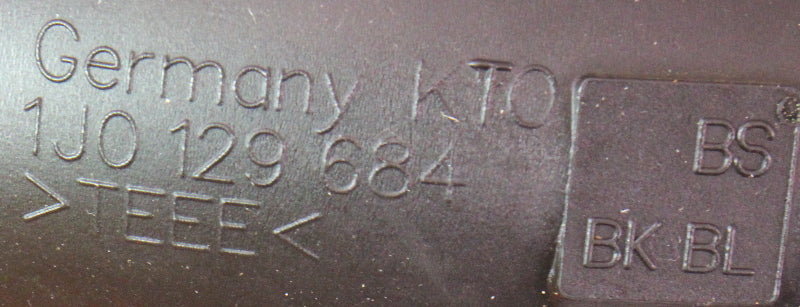 Germany KTO
1J0 129 684
>TEEE<
BS
BK BL